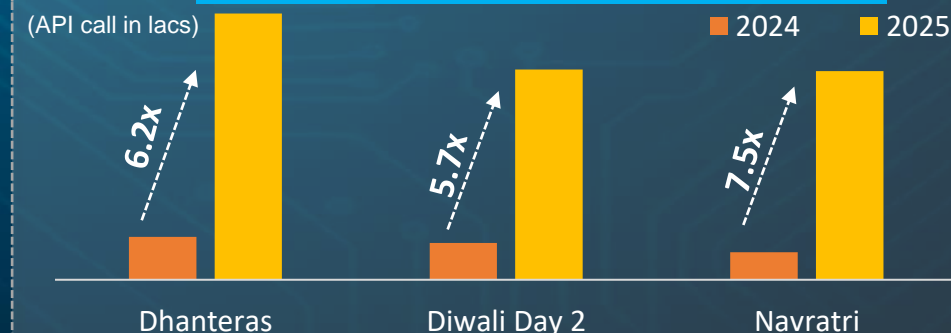 (API call in lacs)
2024 2025
6.2x
5.7x
7.5x
Dhanteras Diwali Day 2 Navratri